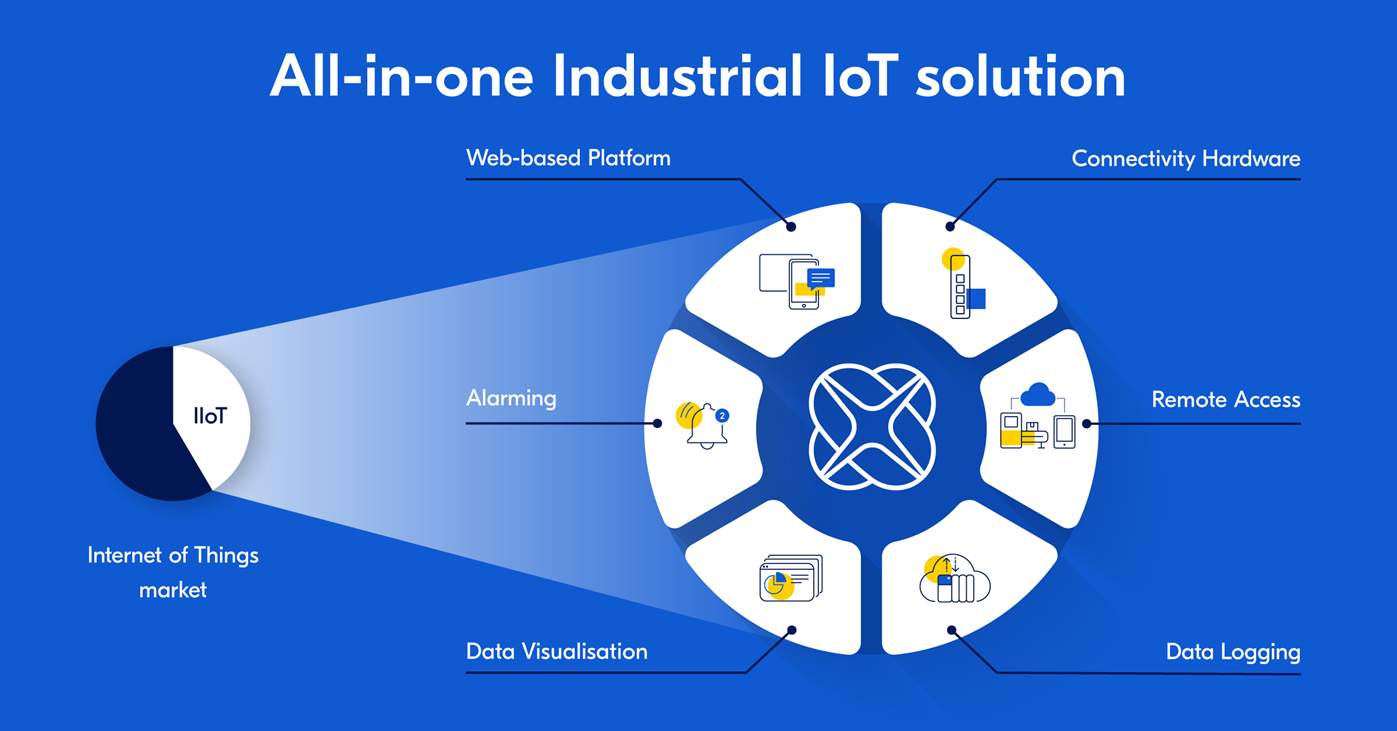 All-in-one Industrial IoT solution
Web-based Platform
Connectivity Hardware
IIoT
Alarming
2
Remote Access
Internet of Things
market
Data Visualisation
Data Logging